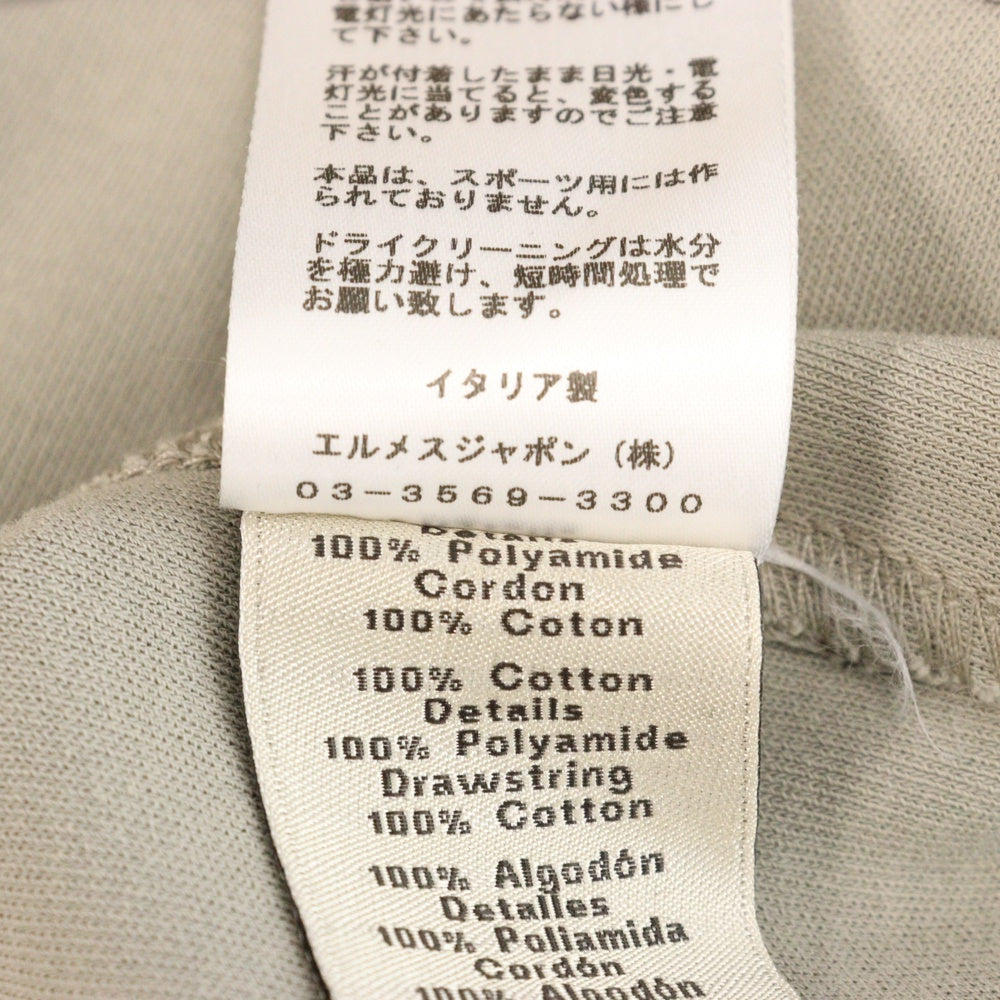 電灯光にあたらない様にし
て下さい。
汗が付着したまま日光・電
灯光に当てると、変色する
ことがありますのでご注意
下さい。
本品は、スポーツ用には作
られておりません。
ドライクリーニングは水分
を極力避け、短時間処理で
お願い致します。
イタリア製
エルメスジャポン（株）
03-3569-3300
Details
100% Polyamide
Cordon
100% Coton
100% Cotton
Details
100% Polyamide
Drawstring
100% Cotton
100% Algodón
Detalles
100% Poliamida
Cordón
100% Algodón